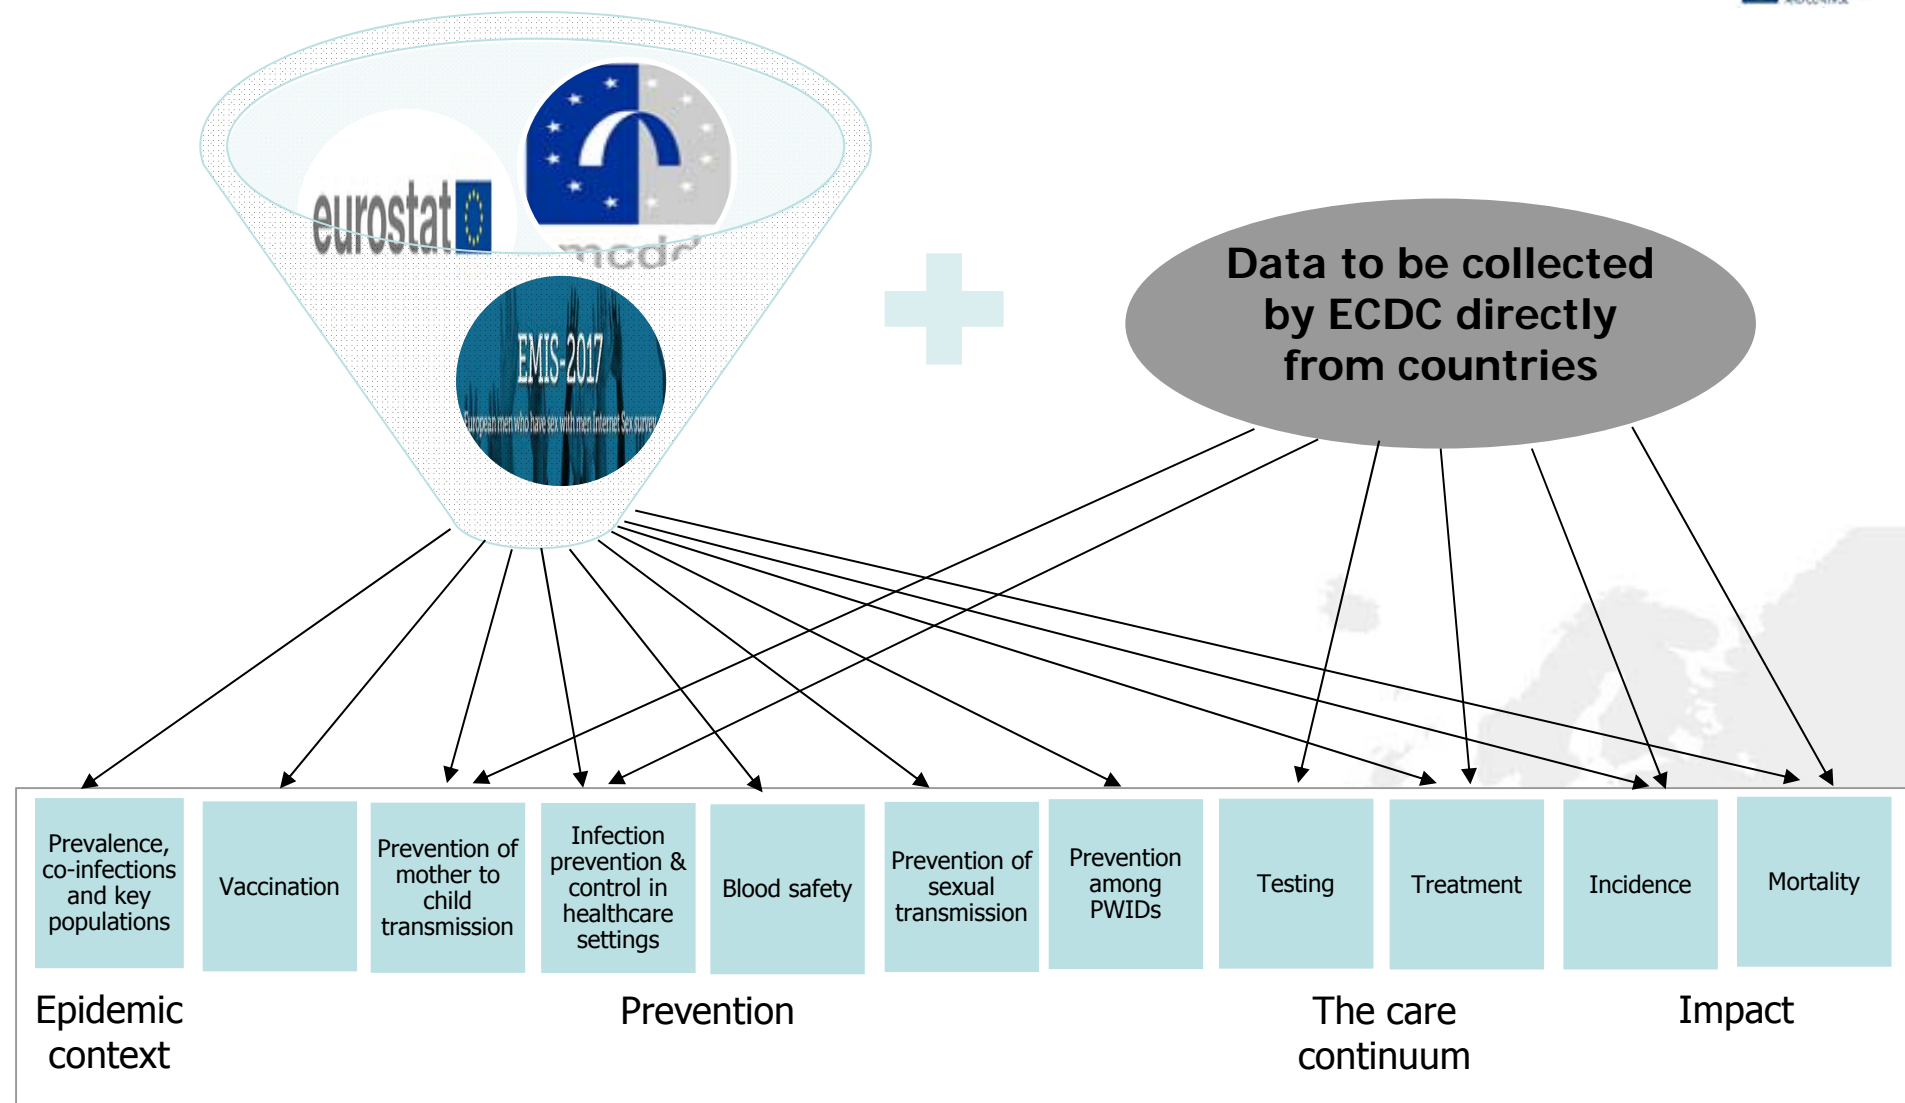 AND CONTROL
eurostat
mcdd
EMIS-2017
European men who have sex with men Internet Sex survey
Data to be collected
by ECDC directly
from countries
Prevalence,
co-infections
and key
populations
Vaccination
Prevention of
mother to
child
transmission
Infection
prevention &
control in
healthcare
settings
Blood safety
Prevention of
sexual
transmission
Prevention
among
PWIDs
Testing
Treatment
Incidence
Mortality
Epidemic
context
Prevention
The care
continuum
Impact